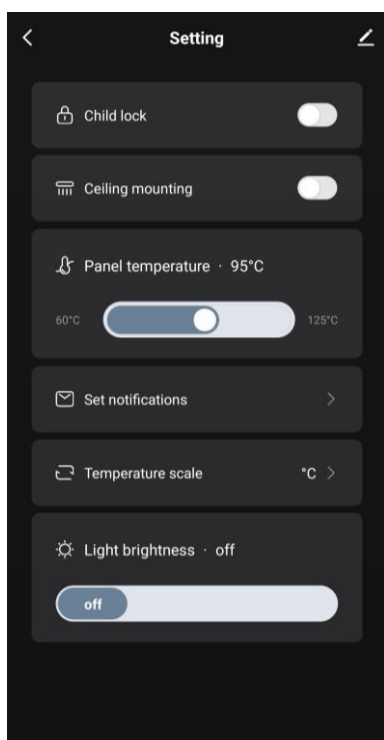 Setting
Child lock
Ceiling mounting
Panel temperature · 95°C
60°C 125°C
Set notifications
Temperature scale °C
Light brightness · off
off